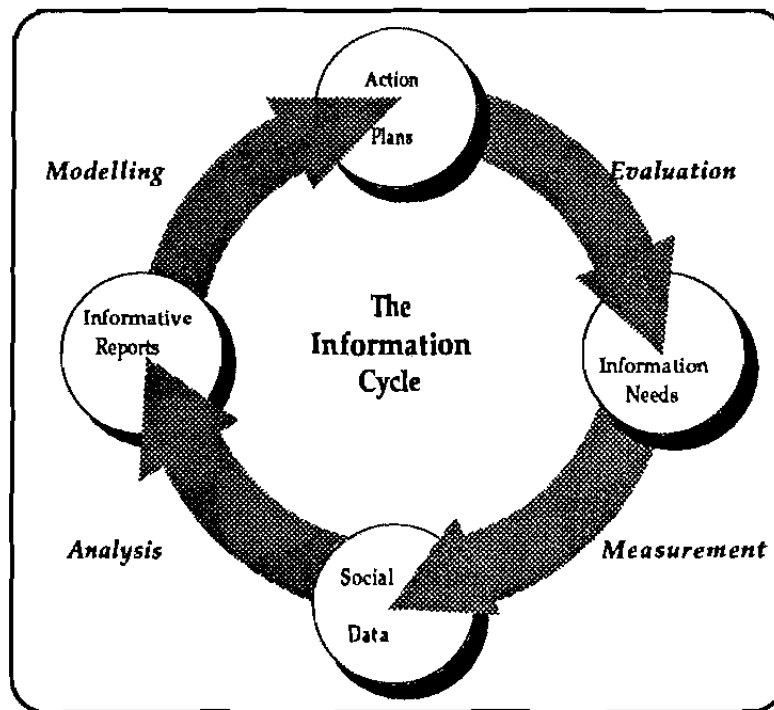 Action
Plans
Modelling
Evaluation
Informative
Reports
The
Information
Cycle
Information
Needs
Analysis
Measurement
Social
Data